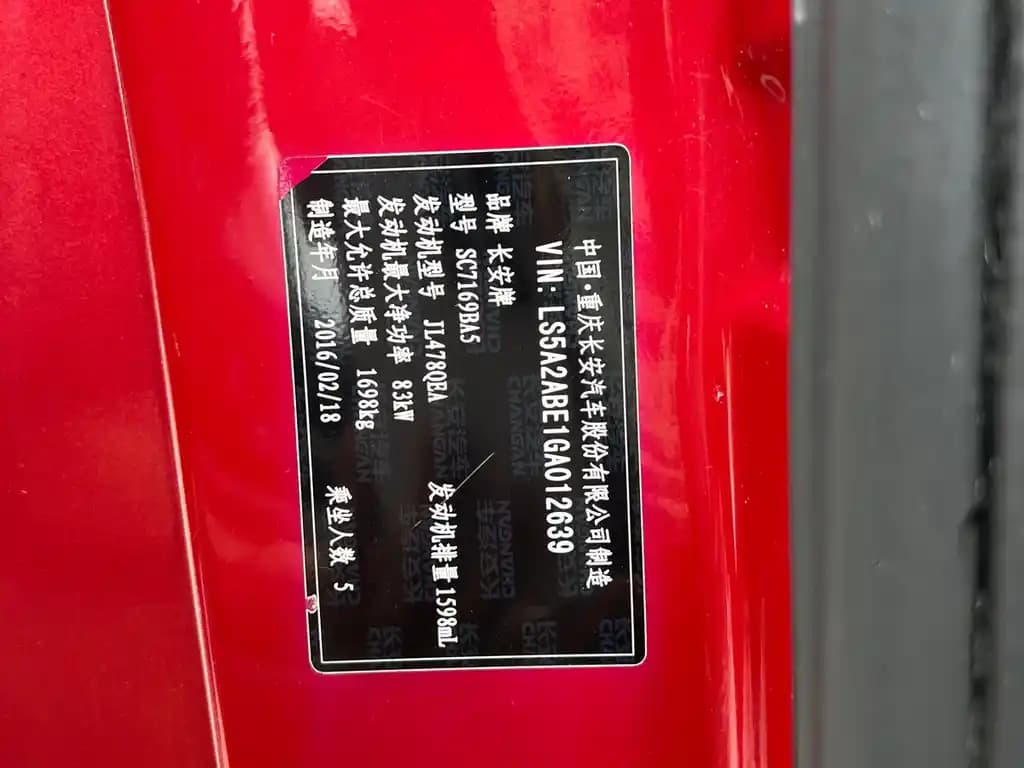 中国·重庆长安汽车股份有限公司制造
VIN: LS5A2ABE1GA012639
品牌 长安牌
型号 SC7169BA5
发动机型号 JL478QEA 发动机排量 1598mL
发动机最大净功率 83kW
最大允许总质量 1698kg
制造年月 2016/02/18 乘坐人数 5